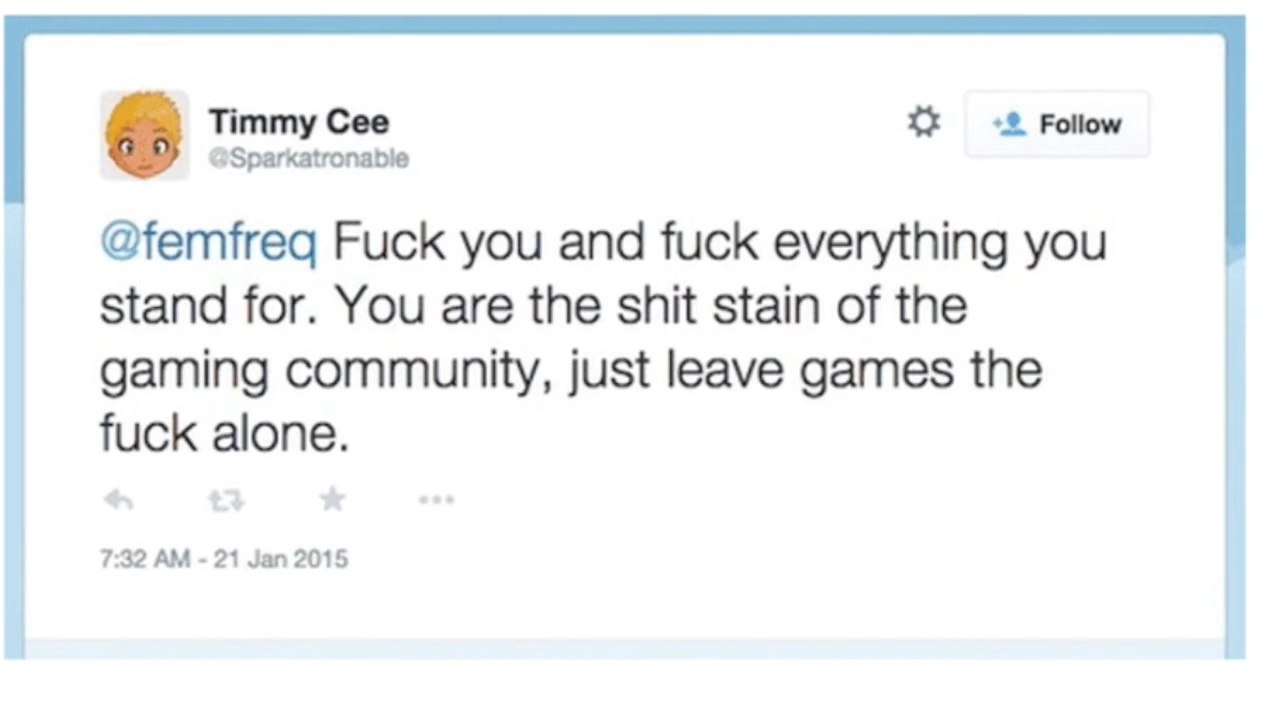 Timmy Cee
@Sparkatronable
Follow
@femfreq Fuck you and fuck everything you
stand for. You are the shit stain of the
gaming community, just leave games the
fuck alone.
7:32 AM - 21 Jan 2015